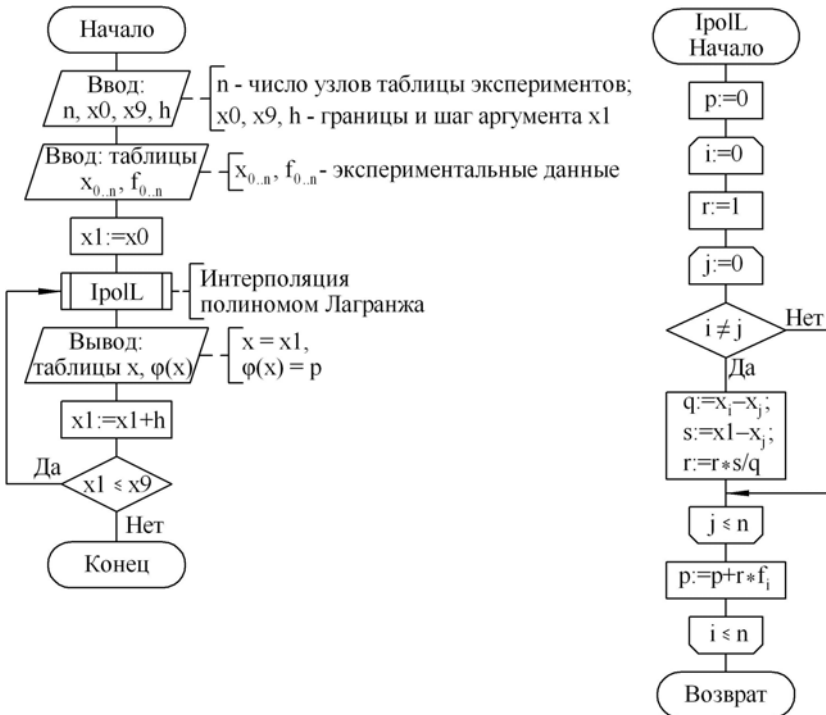 Начало
Ввод:
n, x0, x9, h
n - число узлов таблицы экспериментов;
x0, x9, h - границы и шаг аргумента x1
Ввод: таблицы
x₀..ₙ, f₀..ₙ
x₀..ₙ, f₀..ₙ - экспериментальные данные
x1:=x0
IpolL
Интерполяция
полиномом Лагранжа
Вывод:
таблицы x, φ(x)
x = x1,
φ(x) = p
x1:=x1+h
Да
x1 ≤ x9
Нет
Конец
IpolL
Начало
p:=0
i:=0
r:=1
j:=0
i ≠ j
Нет
Да
q:=xᵢ–xⱼ;
s:=x1–xⱼ;
r:=r*s/q
j ≤ n
p:=p+r*fᵢ
i ≤ n
Возврат